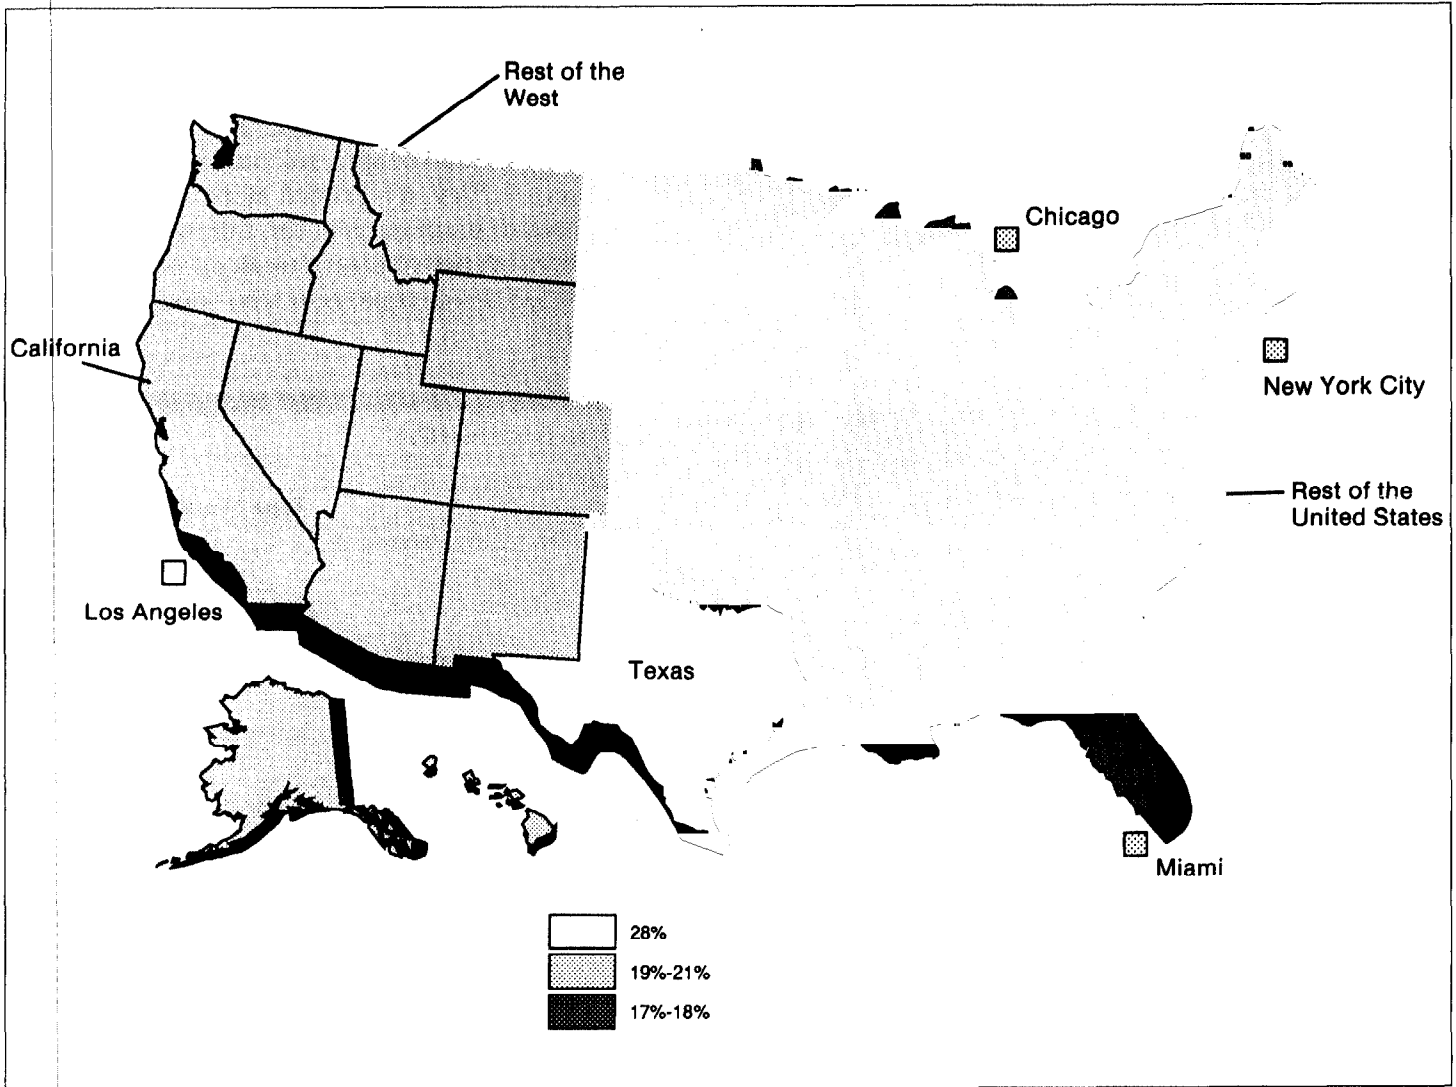 Rest of the
West
Chicago
California
New York City
Rest of the
United States
Los Angeles
Texas
Miami
28%
19%-21%
17%-18%